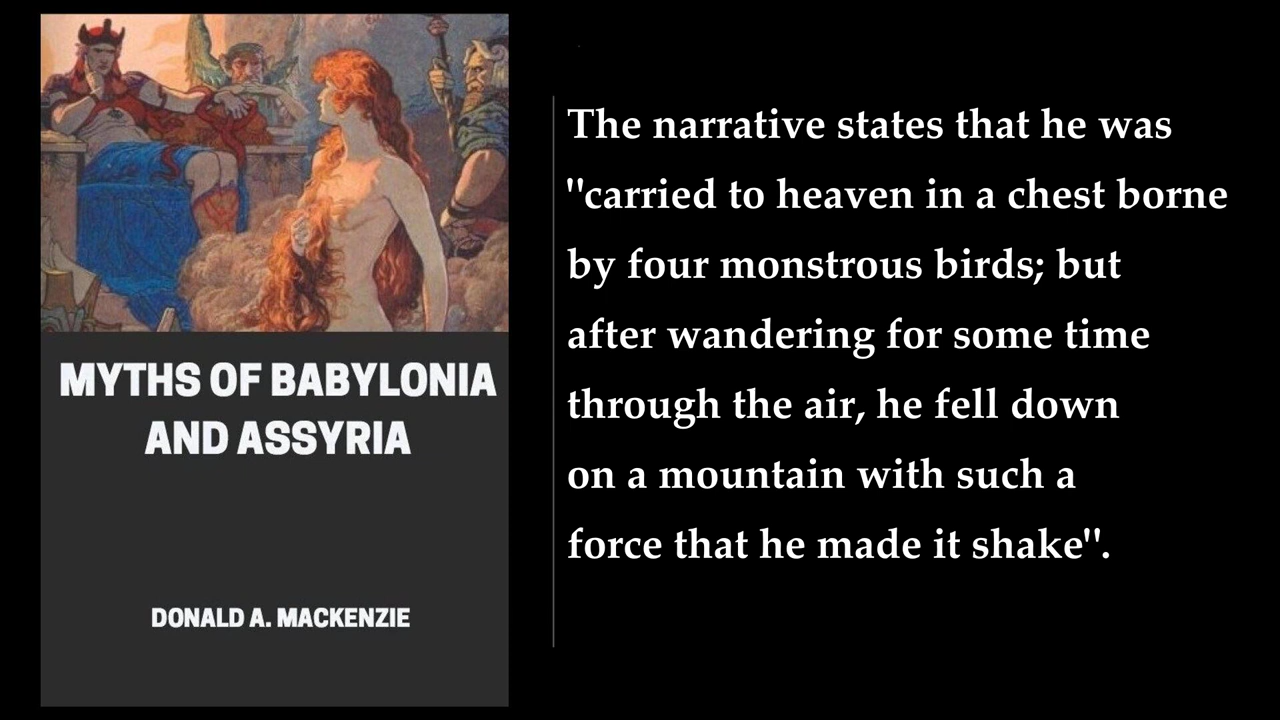 MYTHS OF BABYLONIA
AND ASSYRIA
DONALD A. MACKENZIE
The narrative states that he was
"carried to heaven in a chest borne
by four monstrous birds; but
after wandering for some time
through the air, he fell down
on a mountain with such a
force that he made it shake".